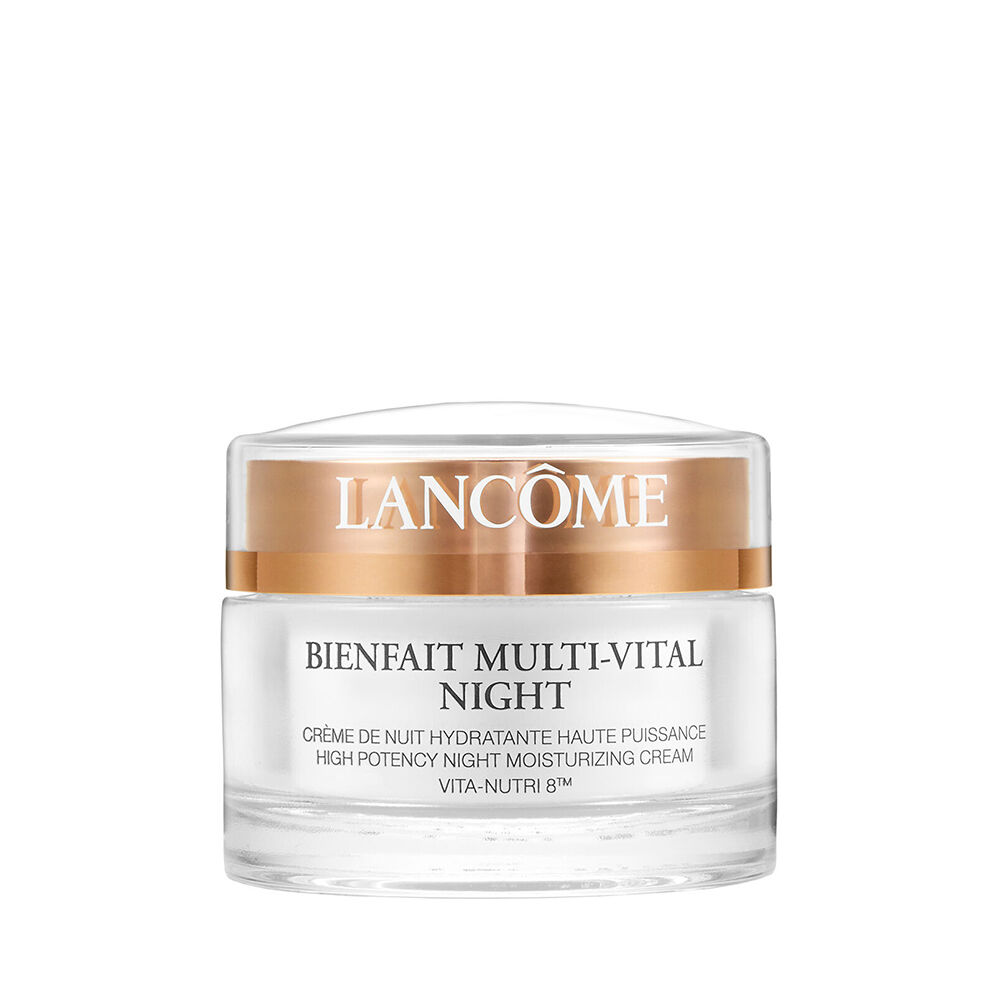 LANCÔME
BIENFAIT MULTI-VITAL
NIGHT
CRÈME DE NUIT HYDRATANTE HAUTE PUISSANCE
HIGH POTENCY NIGHT MOISTURIZING CREAM
VITA-NUTRI 8™